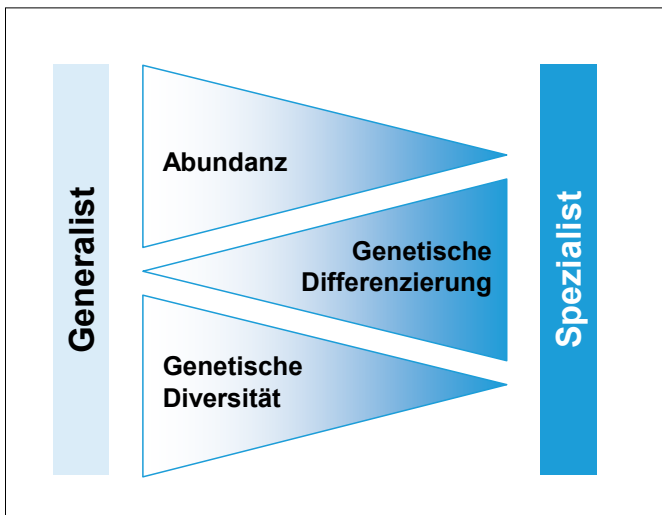 Generalist
Abundanz
Genetische
Differenzierung
Genetische
Diversität
Spezialist